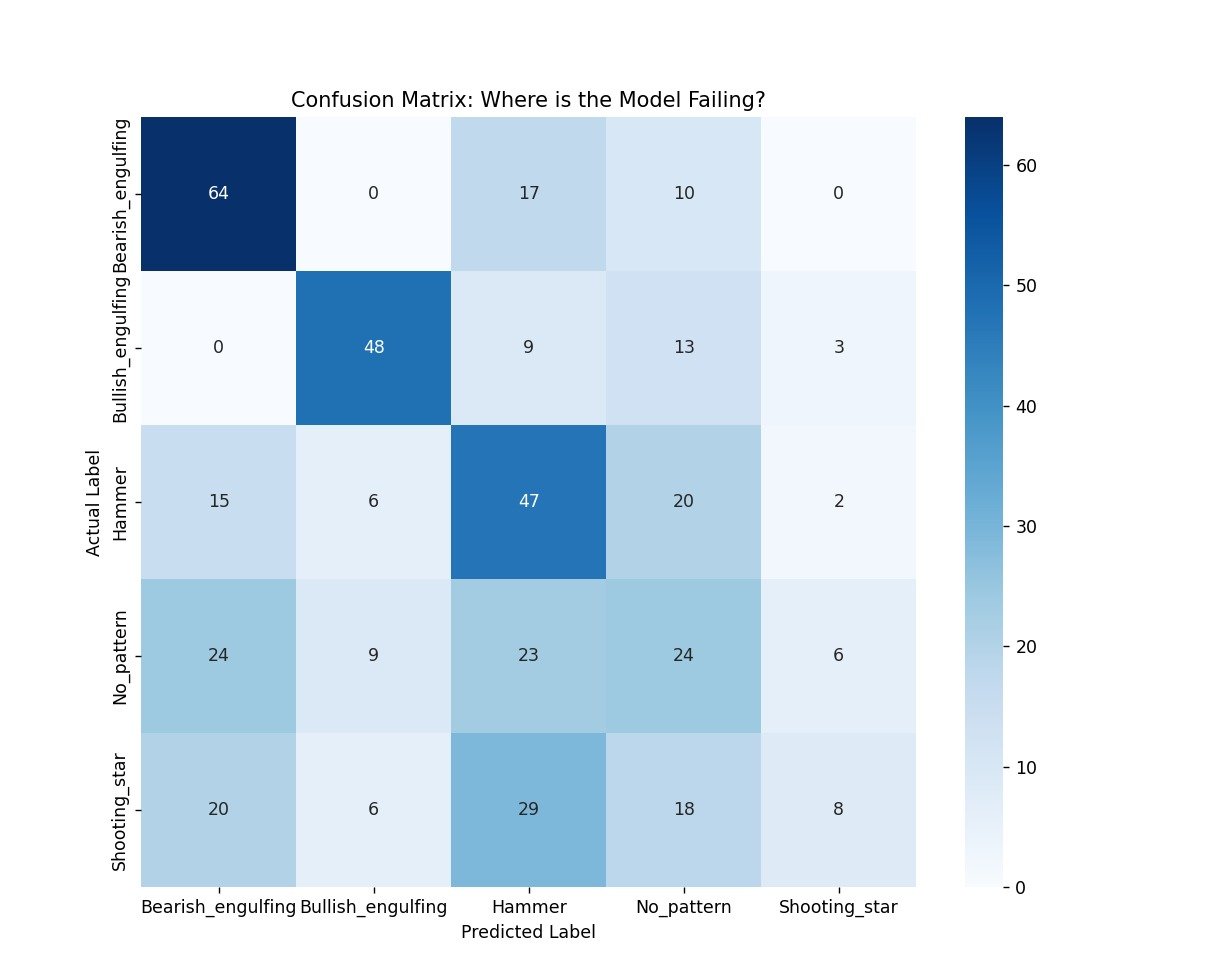 Confusion Matrix: Where is the Model Failing?
Actual Label
Bearish_engulfing
64 0 17 10 0
Bullish_engulfing
0 48 9 13 3
Hammer
15 6 47 20 2
No_pattern
24 9 23 24 6
Shooting_star
20 6 29 18 8
Bearish_engulfing Bullish_engulfing Hammer No_pattern Shooting_star
Predicted Label
60
50
40
30
20
10
0